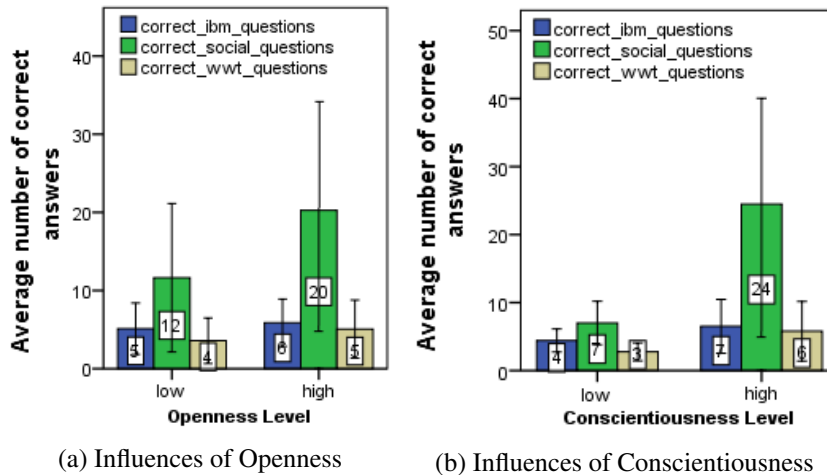 Average number of correct
answers
40
30
20
10
0
correct_ibm_questions
correct_social_questions
correct_wwt_questions
5
12
4
6
20
5
low
high
Openness Level
(a) Influences of Openness
Average number of correct
answers
50
40
30
20
10
0
correct_ibm_questions
correct_social_questions
correct_wwt_questions
4
7
3
7
24
6
low
high
Conscientiousness Level
(b) Influences of Conscientiousness